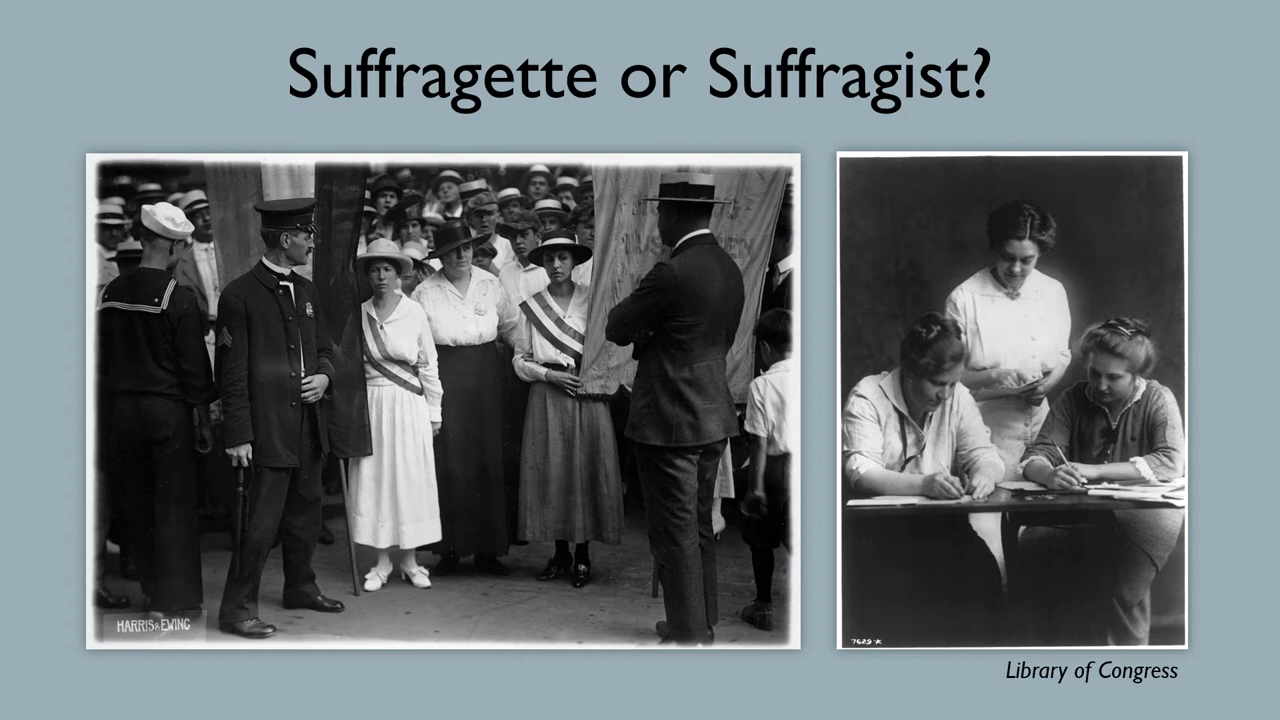 Suffragette or Suffragist?
HARRIS & EWING
7629-K
Library of Congress